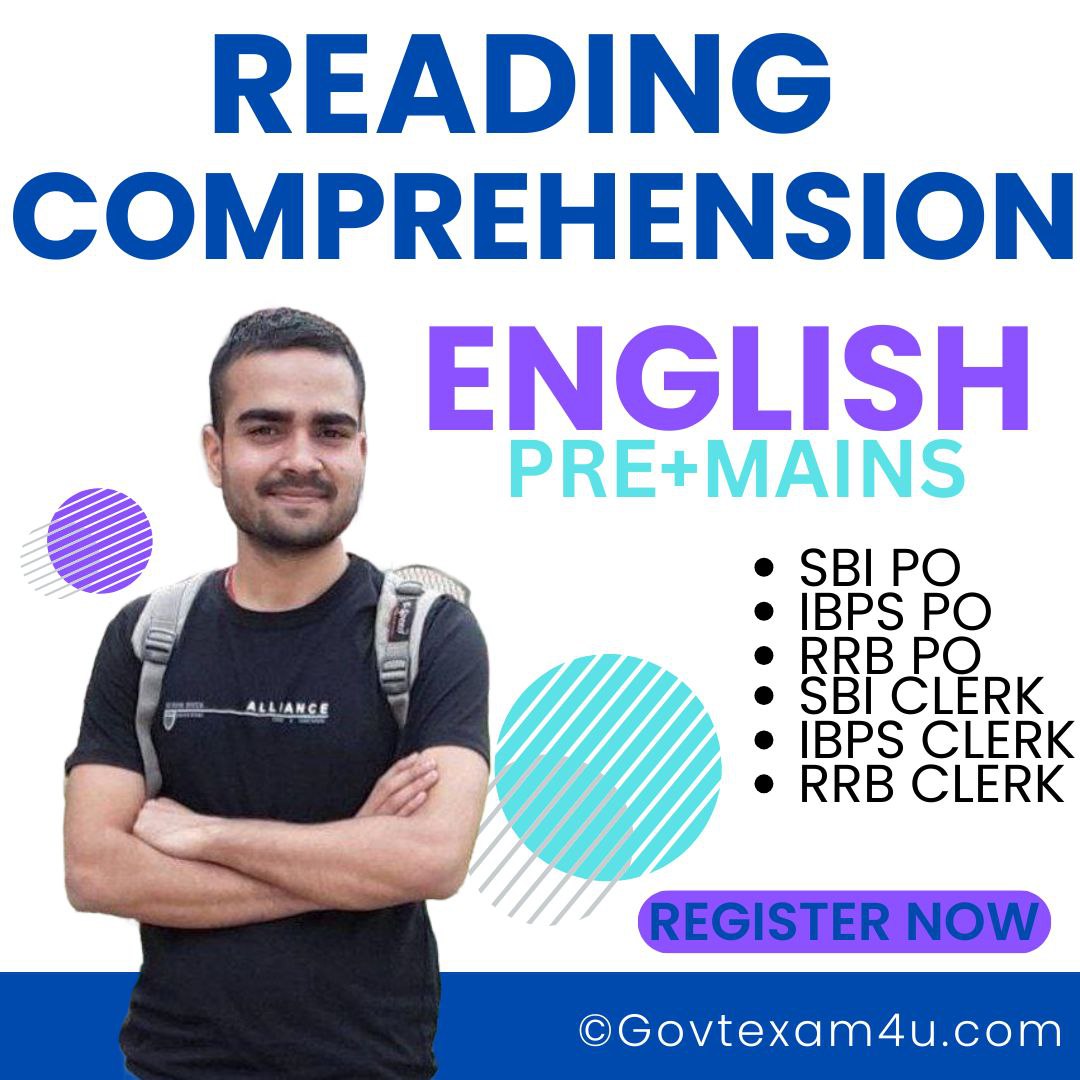 READING
COMPREHENSION
ENGLISH
PRE+MAINS
• SBI PO
• IBPS PO
• RRB PO
• SBI CLERK
• IBPS CLERK
• RRB CLERK
ALLIANCE
REGISTER NOW
©Govtexam4u.com